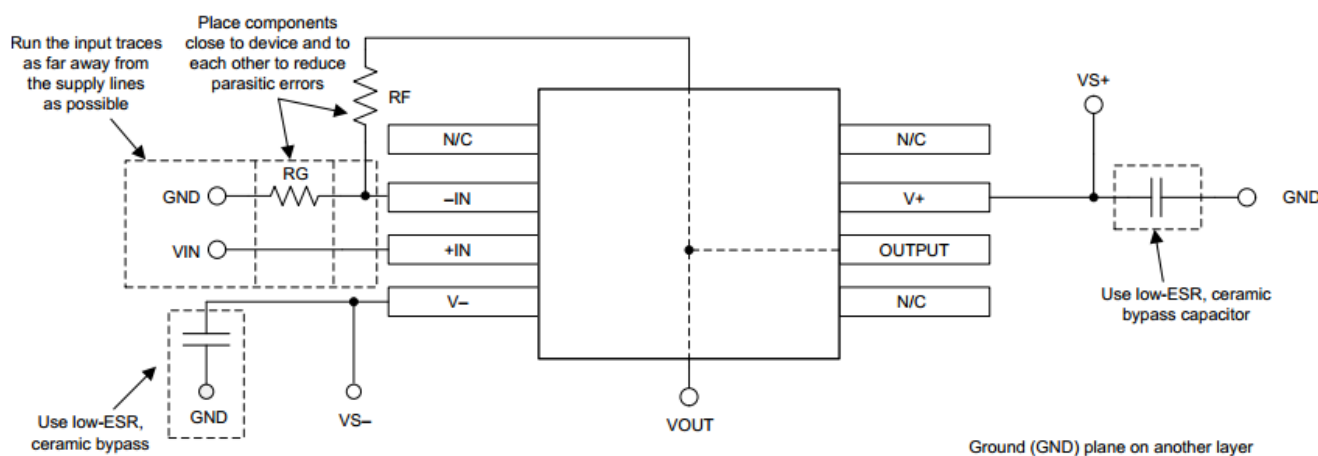 Place components
close to device and to
each other to reduce
parasitic errors
Run the input traces
as far away from
the supply lines
as possible
RF
VS+
N/C
N/C
RG
GND
–IN
V+
GND
VIN
+IN
OUTPUT
V–
N/C
Use low-ESR, ceramic
bypass capacitor
GND
VS–
VOUT
Use low-ESR,
ceramic bypass
Ground (GND) plane on another layer